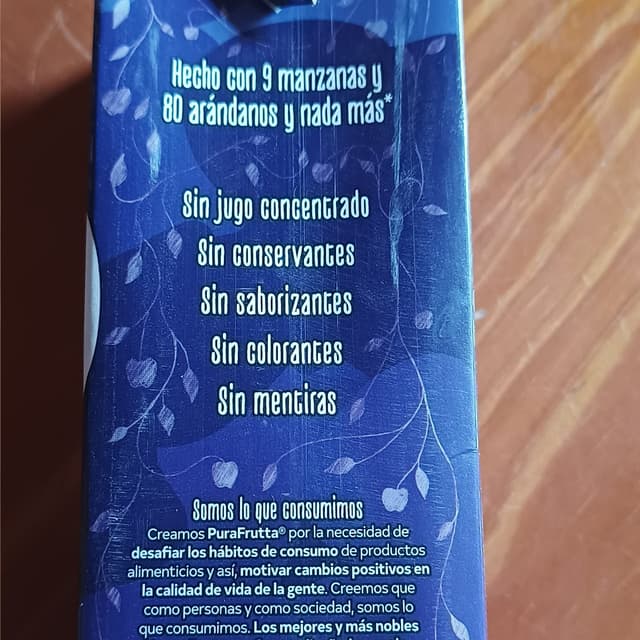 Hecho con 9 manzanas y
80 arándanos y nada más*
Sin jugo concentrado
Sin conservantes
Sin saborizantes
Sin colorantes
Sin mentiras
Somos lo que consumimos
Creamos PuraFrutta® por la necesidad de
desafiar los hábitos de consumo de productos
alimenticios y así, motivar cambios positivos en
la calidad de vida de la gente. Creemos que
como personas y como sociedad, somos lo
que consumimos. Los mejores y más nobles